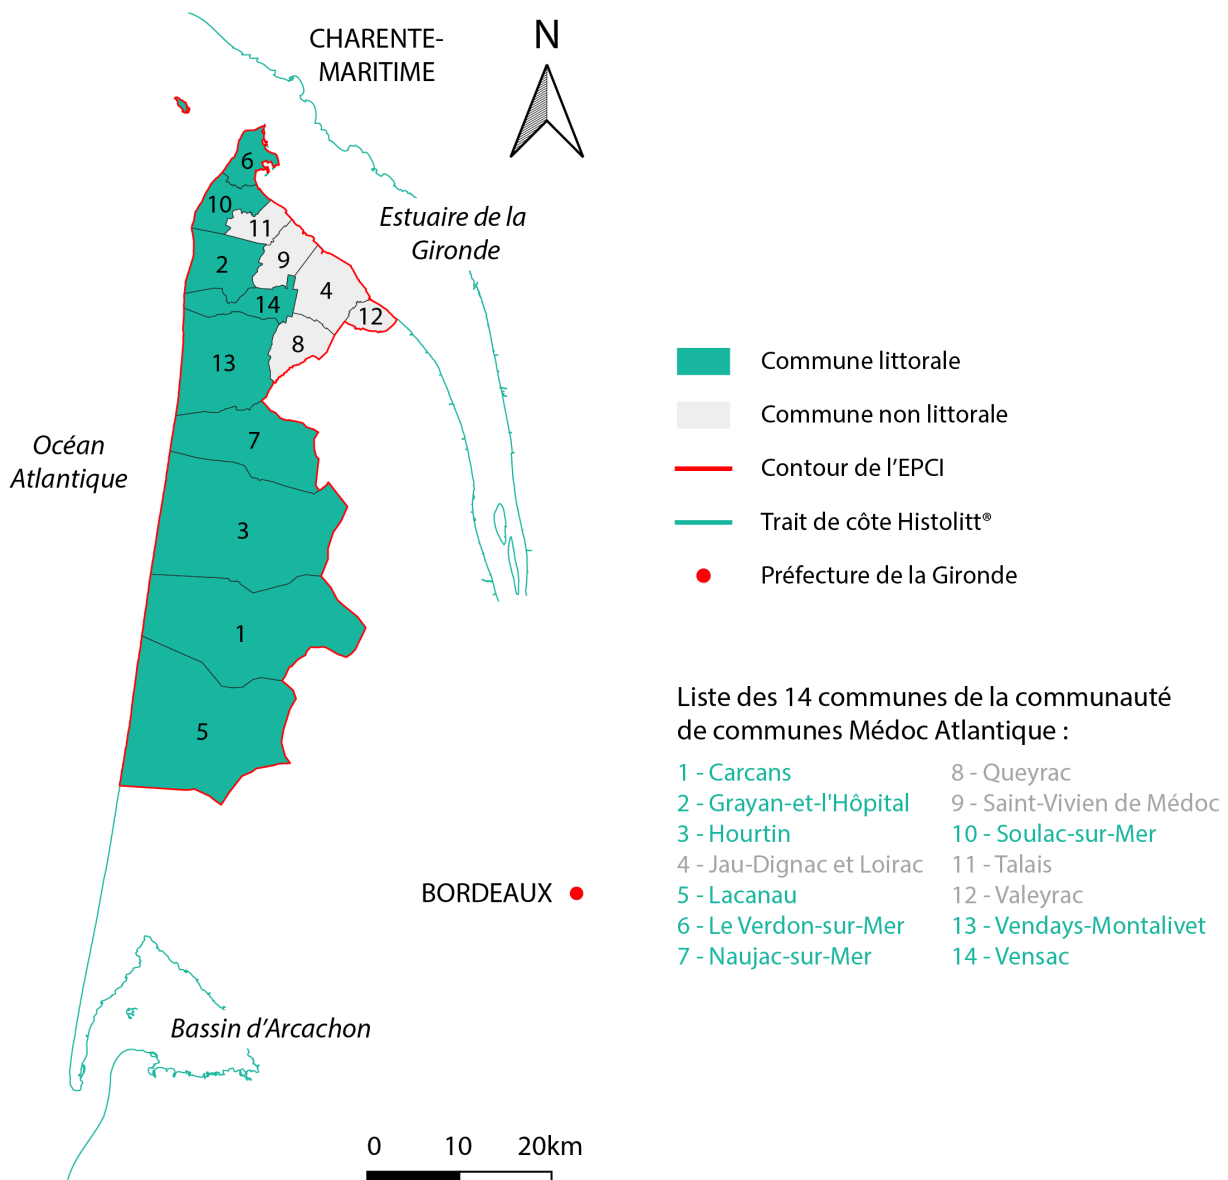 CHARENTE-
MARITIME
N
Estuaire de la
Gironde
6
10
11
9
2
4
14
12
8
13
7
3
1
5
Océan
Atlantique
BORDEAUX
Bassin d’Arcachon
0 10 20km
Commune littorale
Commune non littorale
Contour de l’EPCI
Trait de côte Histolitt®
Préfecture de la Gironde
Liste des 14 communes de la communauté
de communes Médoc Atlantique :
1 - Carcans
2 - Grayan-et-l'Hôpital
3 - Hourtin
4 - Jau-Dignac et Loirac
5 - Lacanau
6 - Le Verdon-sur-Mer
7 - Naujac-sur-Mer
8 - Queyrac
9 - Saint-Vivien de Médoc
10 - Soulac-sur-Mer
11 - Talais
12 - Valeyrac
13 - Vendays-Montalivet
14 - Vensac